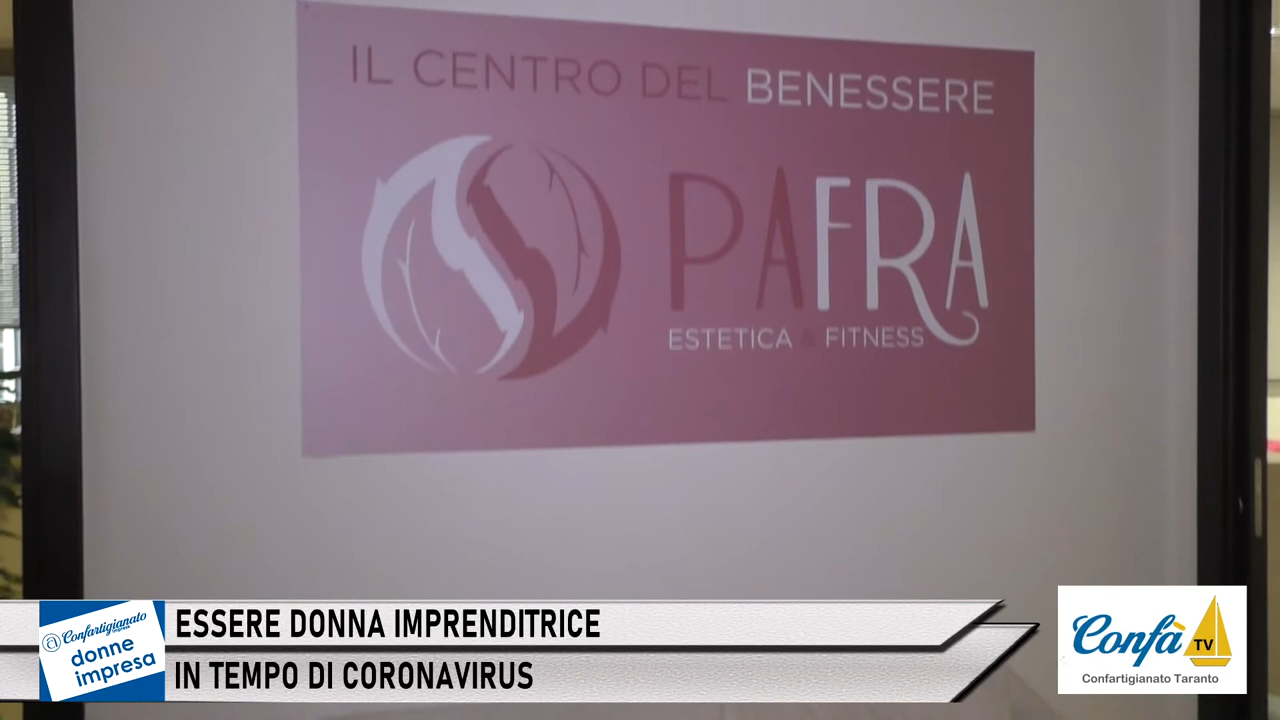 IL CENTRO DEL BENESSERE
PAFRA
ESTETICA & FITNESS
Confartigianato
imprese
donne
impresa
ESSERE DONNA IMPRENDITRICE
IN TEMPO DI CORONAVIRUS
Confà TV
Confartigianato Taranto